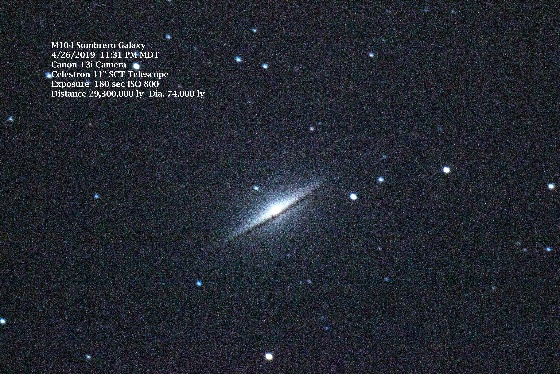 M104 Sombrero Galaxy
4/26/2019 11:31 PM MDT
Canon T3i Camera
Celestron 11" SCT Telescope
Exposure 180 sec ISO 800
Distance 29,300,000 ly Dia. 74,000 ly